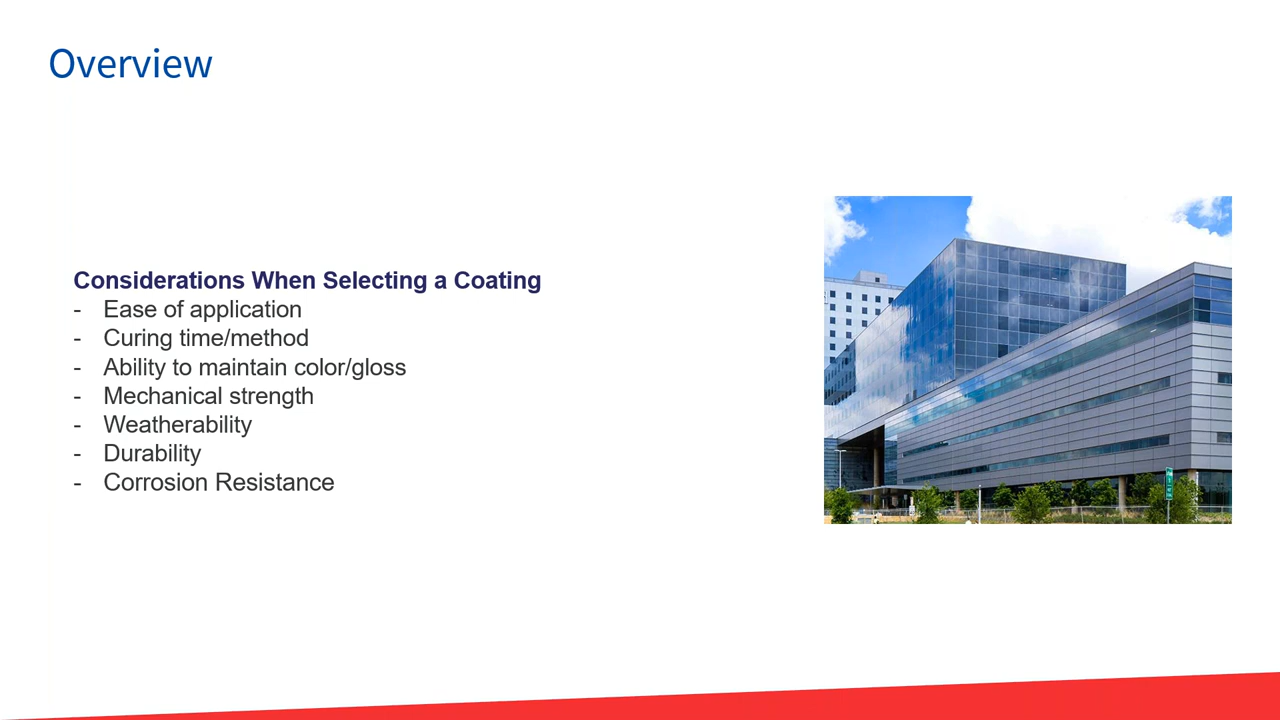 Overview
Considerations When Selecting a Coating
- Ease of application
- Curing time/method
- Ability to maintain color/gloss
- Mechanical strength
- Weatherability
- Durability
- Corrosion Resistance